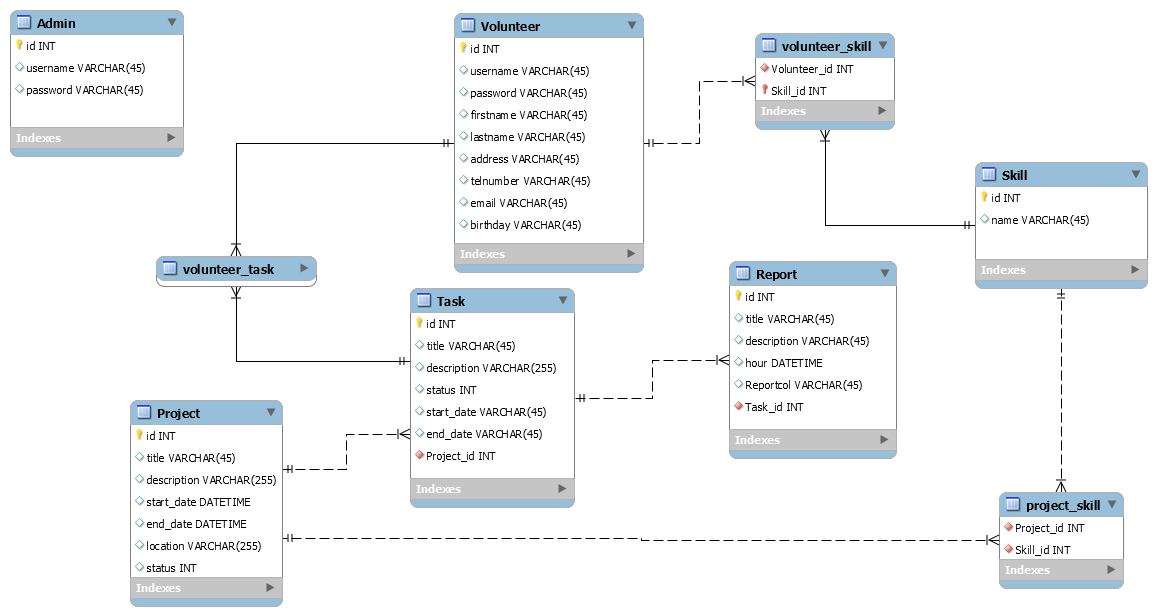 Admin
id INT
username VARCHAR(45)
password VARCHAR(45)
Indexes
Volunteer
id INT
username VARCHAR(45)
password VARCHAR(45)
firstname VARCHAR(45)
lastname VARCHAR(45)
address VARCHAR(45)
telnumber VARCHAR(45)
email VARCHAR(45)
birthday VARCHAR(45)
Indexes
volunteer_skill
Volunteer_id INT
Skill_id INT
Indexes
Skill
id INT
name VARCHAR(45)
Indexes
volunteer_task
Task
id INT
title VARCHAR(45)
description VARCHAR(255)
status INT
start_date VARCHAR(45)
end_date VARCHAR(45)
Project_id INT
Indexes
Report
id INT
title VARCHAR(45)
description VARCHAR(45)
hour DATETIME
Reportcol VARCHAR(45)
Task_id INT
Indexes
Project
id INT
title VARCHAR(45)
description VARCHAR(255)
start_date DATETIME
end_date DATETIME
location VARCHAR(255)
status INT
Indexes
project_skill
Project_id INT
Skill_id INT
Indexes